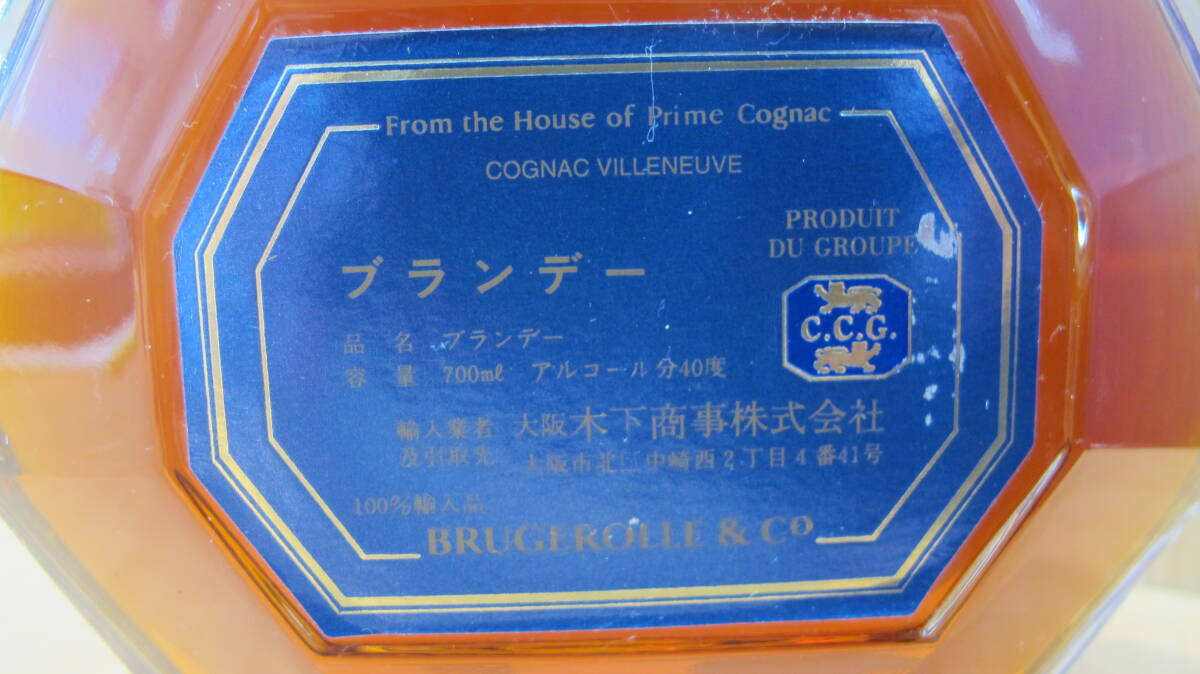 From the House of Prime Cognac
COGNAC VILLENEUVE
PRODUIT
DU GROUPE
C.C.G.
ブランデー
品名 ブランデー
容量 700mℓ アルコール分40度
輸入業者 大阪木下商事株式会社
及引取先 大阪市北区中崎西2丁目4番41号
100%輸入品
BRUGEROLLE & Co